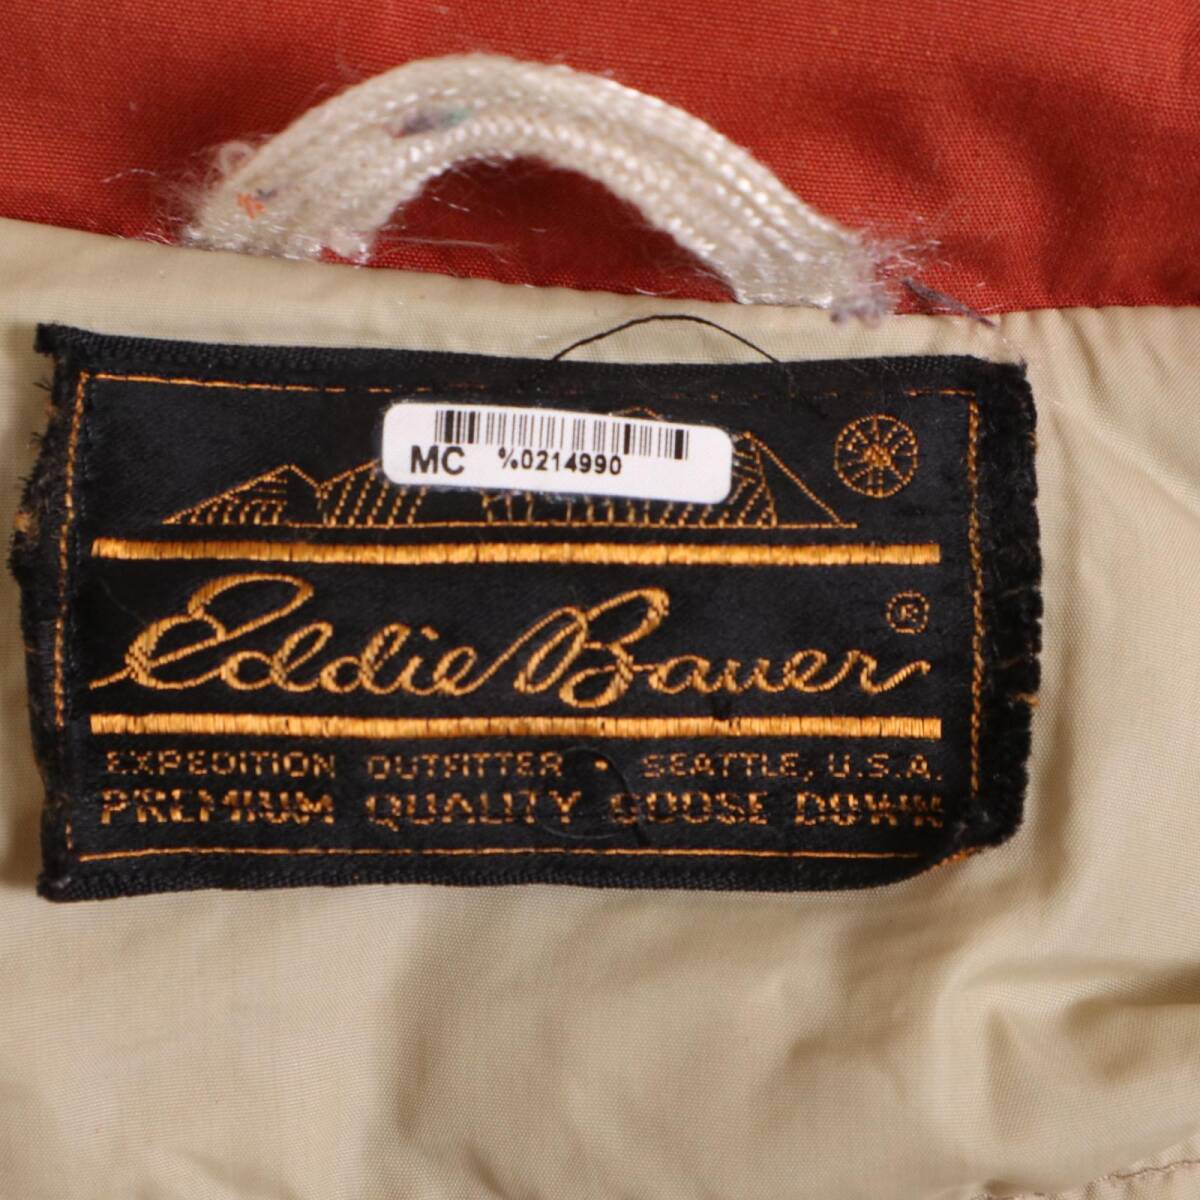 MC %0214990
Eddie Bauer ®
EXPEDITION OUTFITTER • SEATTLE, U.S.A.
PREMIUM QUALITY GOOSE DOWN